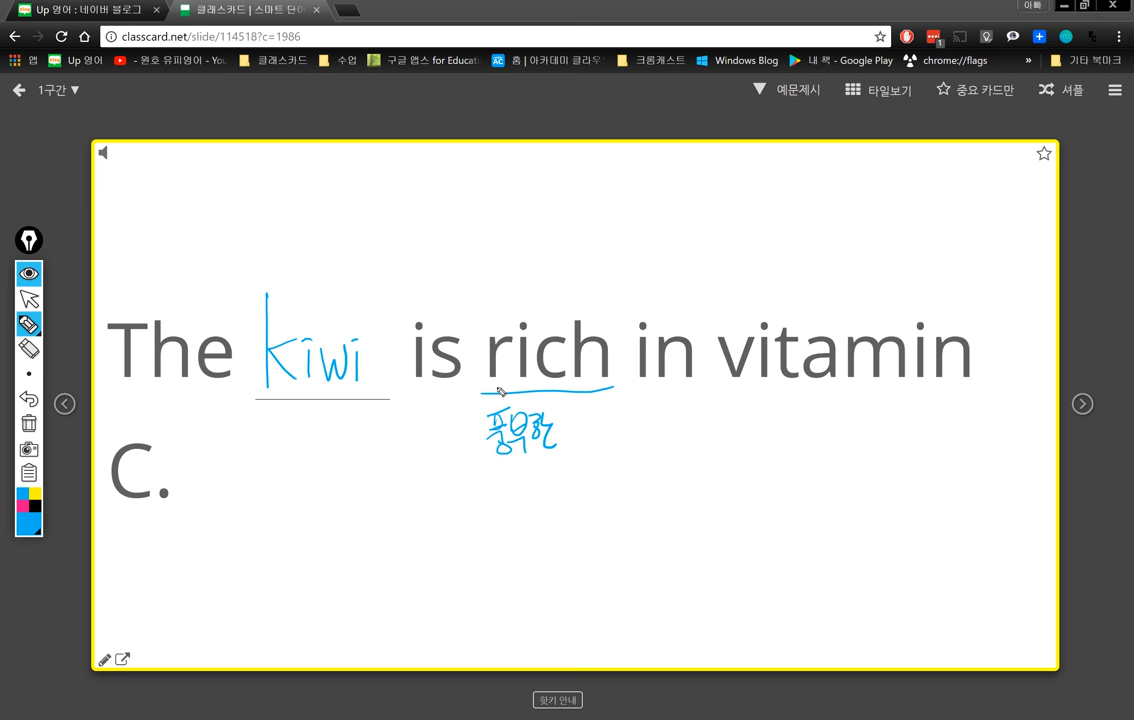 Up 영어 : 네이버 블로그
클래스카드 | 스마트 단어
아빠
classcard.net/slide/114518?c=1986
앱 Up 영어 - 원호 유피영어 - You 클래스카드 수업 구글 앱스 for Educati 홈 | 아카데미 클라우 크롬캐스트 Windows Blog 내 책 - Google Play chrome://flags » 기타 북마크
1구간 ▼
▼ 예문제시 타일보기 중요 카드만 셔플
The kiwi is rich in vitamin
풍부한
C.
핫키 안내